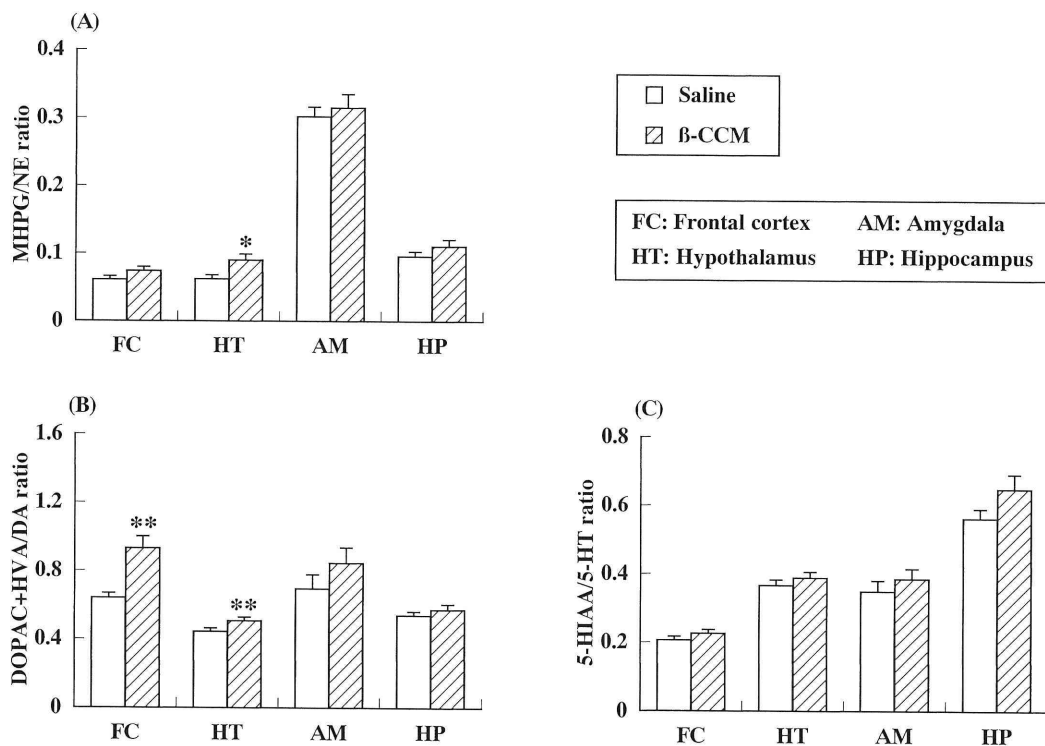 (A)
MHPG/NE ratio
0.4
0.3
0.2
0.1
0
*
FC HT AM HP
Saline
ß-CCM
FC: Frontal cortex AM: Amygdala
HT: Hypothalamus HP: Hippocampus
(B)
DOPAC+HVA/DA ratio
1.6
1.2
0.8
0.4
0
**
**
FC HT AM HP
(C)
5-HIAA/5-HT ratio
0.8
0.6
0.4
0.2
0
FC HT AM HP